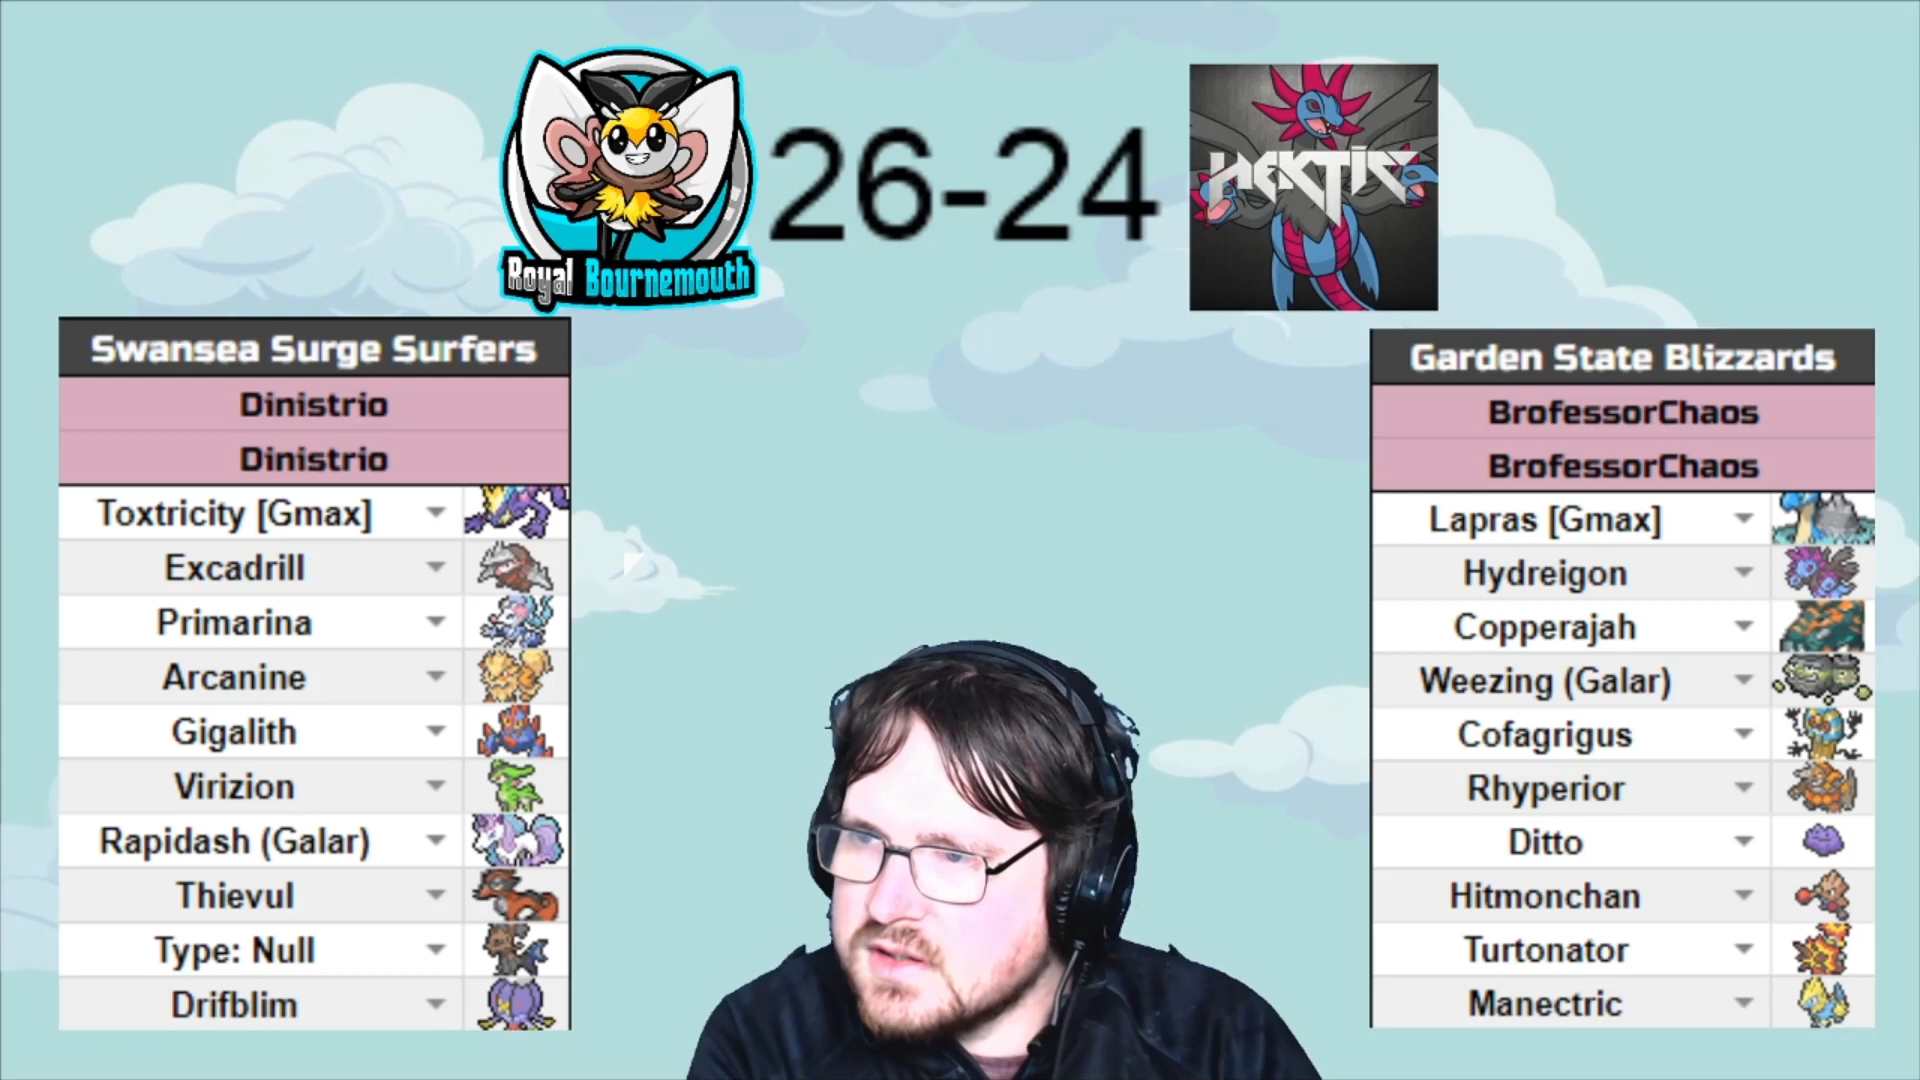 26-24
HEKTIK
Royal Bournemouth
Swansea Surge Surfers
Dinistrio
Dinistrio
Toxtricity [Gmax]
Excadrill
Primarina
Arcanine
Gigalith
Virizion
Rapidash (Galar)
Thievul
Type: Null
Drifblim
Garden State Blizzards
BrofessorChaos
BrofessorChaos
Lapras [Gmax]
Hydreigon
Copperajah
Weezing (Galar)
Cofagrigus
Rhyperior
Ditto
Hitmonchan
Turtonator
Manectric